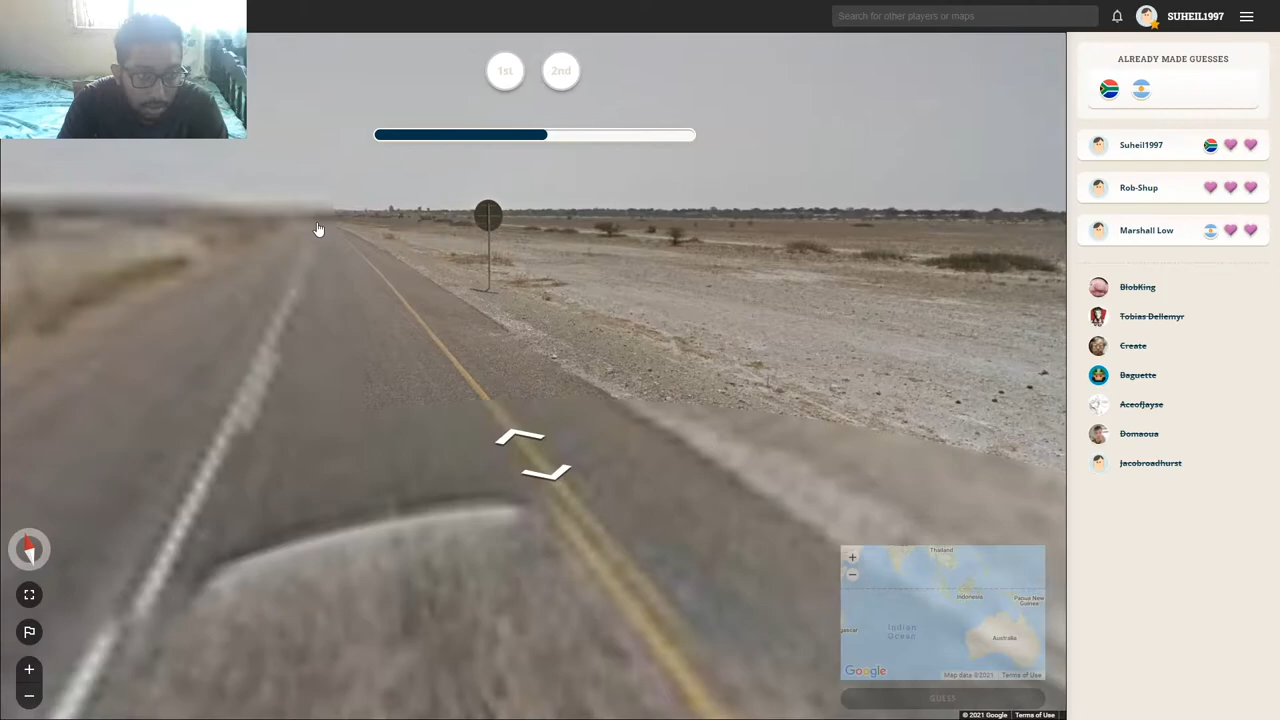 Search for other players or maps
SUHEIL1997
1st
2nd
ALREADY MADE GUESSES
Suheil1997
Rob-Shup
Marshall Low
BlobKing
Tobias Dellemyr
Create
Baguette
AceofJayse
Domaoua
Jacobroadhurst
Thailand
Indonesia
Papua New
Guinea
Indian
Ocean
Australia
Google
Map data ©2021
Terms of Use
GUESS
© 2021 Google
Terms of Use